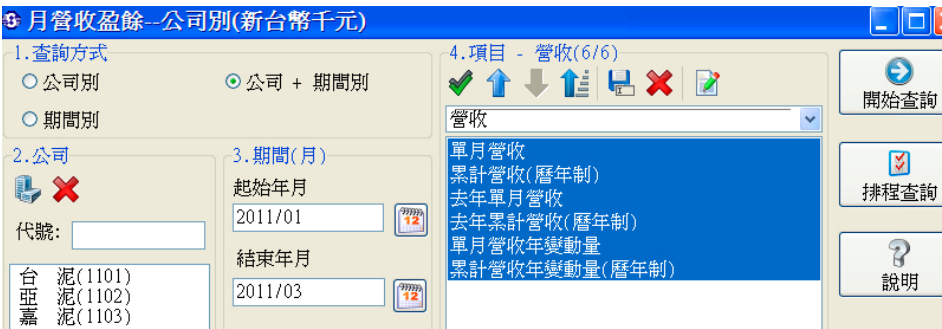 月營收盈餘--公司別(新台幣千元)
1.查詢方式
公司別
公司 + 期間別
期間別
2.公司
代號:
台 泥(1101)
亞 泥(1102)
嘉 泥(1103)
3.期間(月)
起始年月
2011/01
12
結束年月
2011/03
12
4.項目 - 營收(6/6)
營收
單月營收
累計營收(曆年制)
去年單月營收
去年累計營收(曆年制)
單月營收年變動量
累計營收年變動量(曆年制)
開始查詢
排程查詢
說明